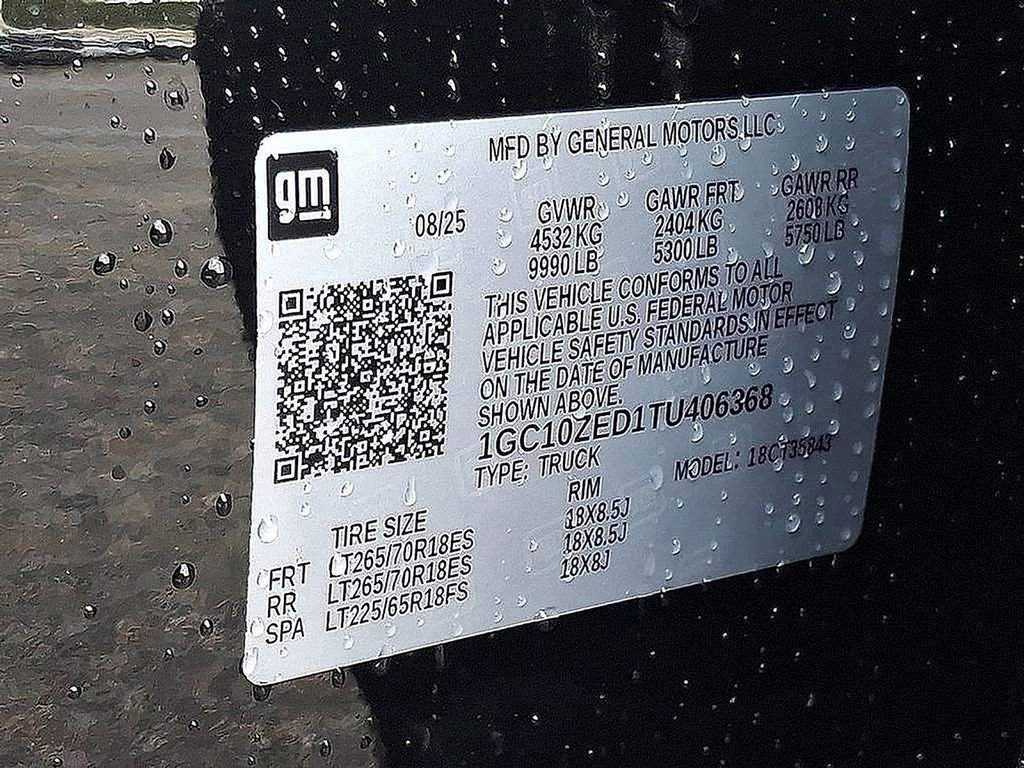 MFD BY GENERAL MOTORS LLC
gm
08/25
GVWR GAWR FRT GAWR RR
4532 KG 2404 KG 2608 KG
9990 LB 5300 LB 5750 LB
THIS VEHICLE CONFORMS TO ALL
APPLICABLE U.S. FEDERAL MOTOR
VEHICLE SAFETY STANDARDS IN EFFECT
ON THE DATE OF MANUFACTURE
SHOWN ABOVE.
1GC10ZED1TU406368
TYPE: TRUCK MODEL: 18CT35843
TIRE SIZE RIM
FRT LT265/70R18ES 18X8.5J
RR LT265/70R18ES 18X8.5J
SPA LT225/65R18FS 18X8J